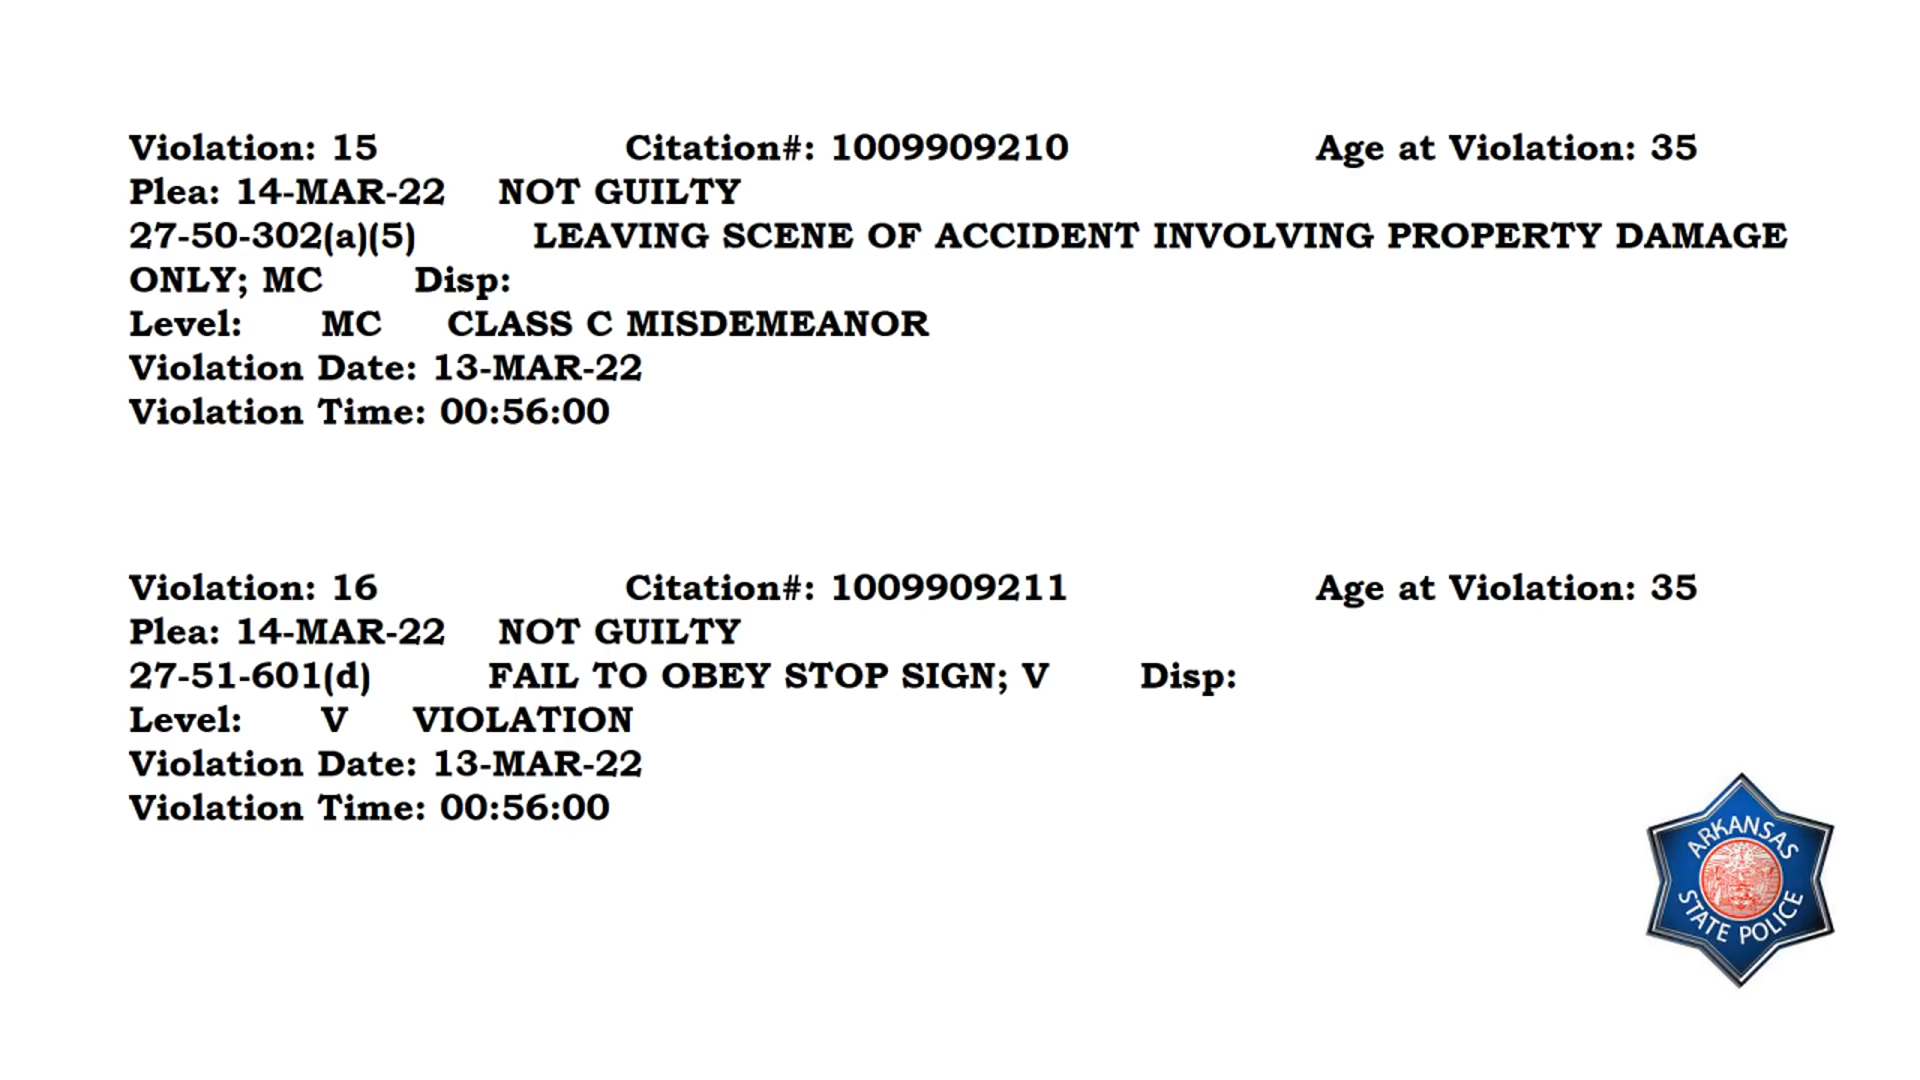 Violation: 15 Citation#: 1009909210 Age at Violation: 35
Plea: 14-MAR-22 NOT GUILTY
27-50-302(a)(5) LEAVING SCENE OF ACCIDENT INVOLVING PROPERTY DAMAGE
ONLY; MC Disp:
Level: MC CLASS C MISDEMEANOR
Violation Date: 13-MAR-22
Violation Time: 00:56:00
Violation: 16 Citation#: 1009909211 Age at Violation: 35
Plea: 14-MAR-22 NOT GUILTY
27-51-601(d) FAIL TO OBEY STOP SIGN; V Disp:
Level: V VIOLATION
Violation Date: 13-MAR-22
Violation Time: 00:56:00
ARKANSAS
STATE POLICE